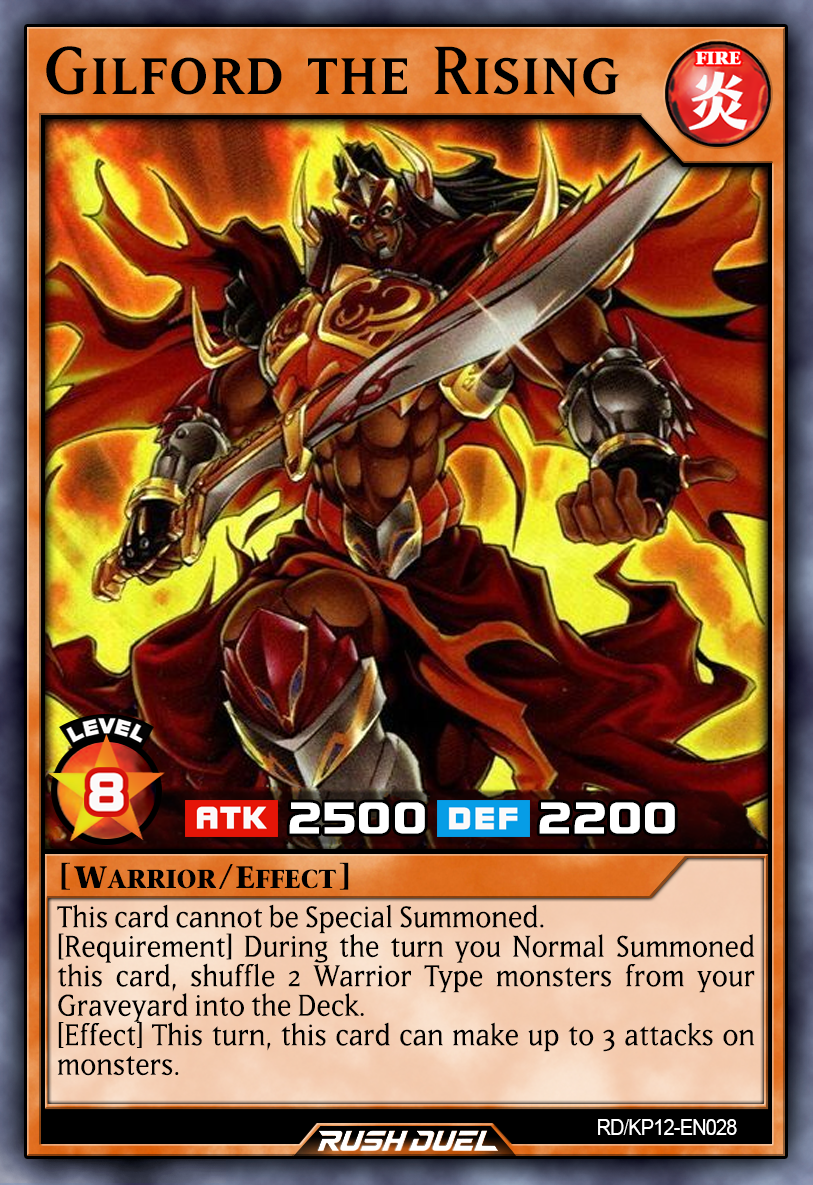 Gilford the Rising
FIRE
炎
LEVEL
8
ATK 2500 DEF 2200
[Warrior/Effect]
This card cannot be Special Summoned.
[Requirement] During the turn you Normal Summoned
this card, shuffle 2 Warrior Type monsters from your
Graveyard into the Deck.
[Effect] This turn, this card can make up to 3 attacks on
monsters.
RUSH DUEL
RD/KP12-EN028